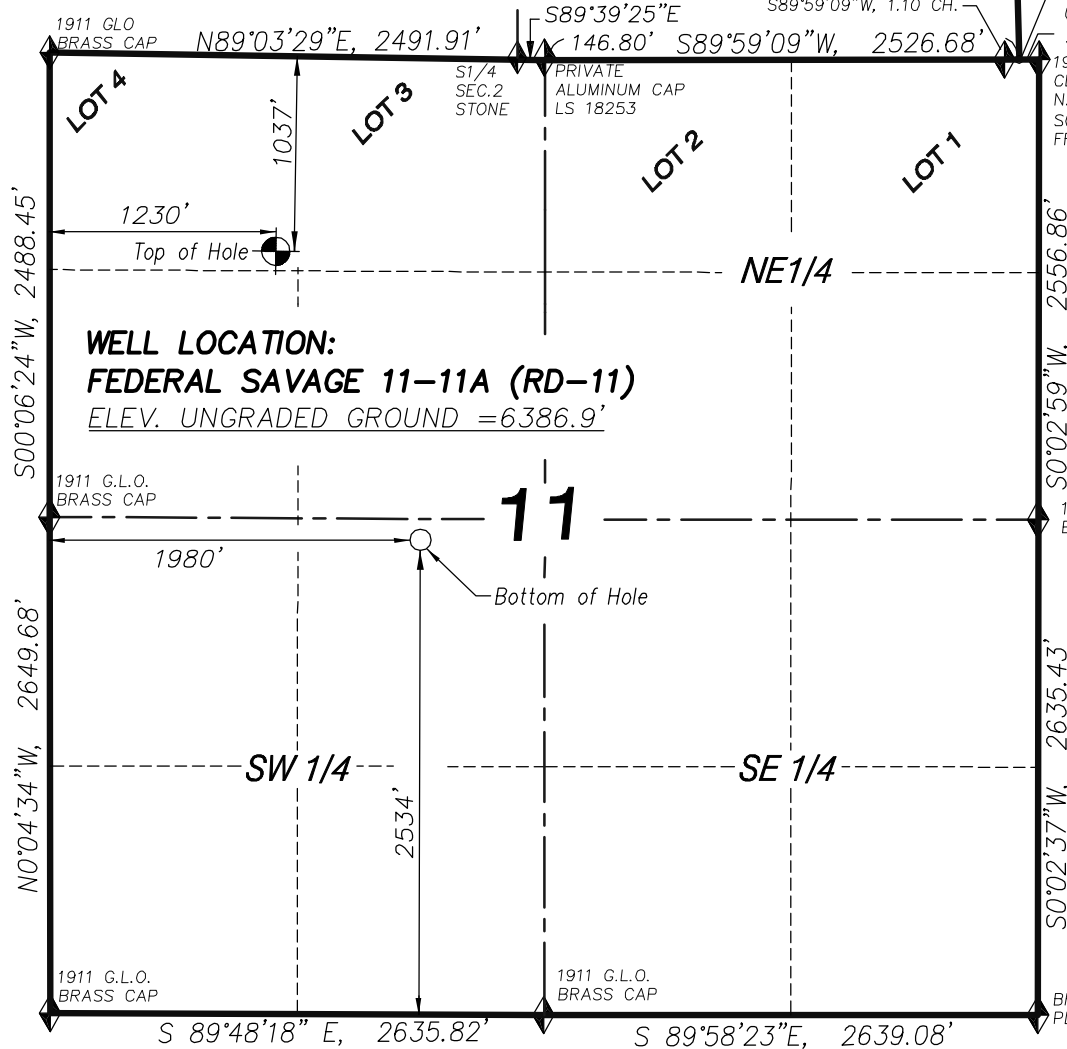 1911 GLO
BRASS CAP
N89°03'29"E, 2491.91'
S89°39'25"E
146.80'
S89°59'09"W, 1.10 CH.
S89°59'09"W, 2526.68'
S1/4
SEC.2
STONE
PRIVATE
ALUMINUM CAP
LS 18253
LOT 4
LOT 3
LOT 2
LOT 1
1037'
1230'
Top of Hole
NE1/4
S00°06'24"W, 2488.45'
S0°02'59"W. 2556.86'
WELL LOCATION:
FEDERAL SAVAGE 11-11A (RD-11)
ELEV. UNGRADED GROUND =6386.9'
1911 G.L.O.
BRASS CAP
11
1980'
Bottom of Hole
N0°04'34"W, 2649.68'
2534'
SW 1/4
SE 1/4
S0°02'37"W, 2635.43'
1911 G.L.O.
BRASS CAP
1911 G.L.O.
BRASS CAP
S 89°48'18" E, 2635.82'
S 89°58'23"E, 2639.08'